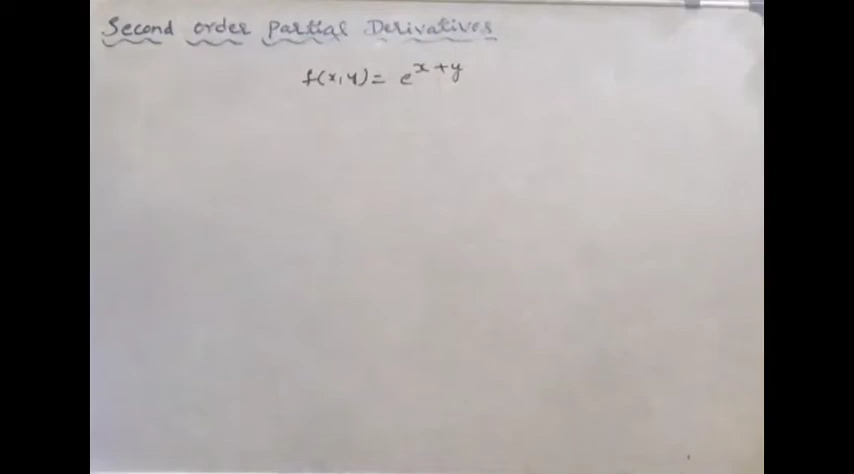 Second order Partial Derivatives
f(x,y) = e^{x+y}